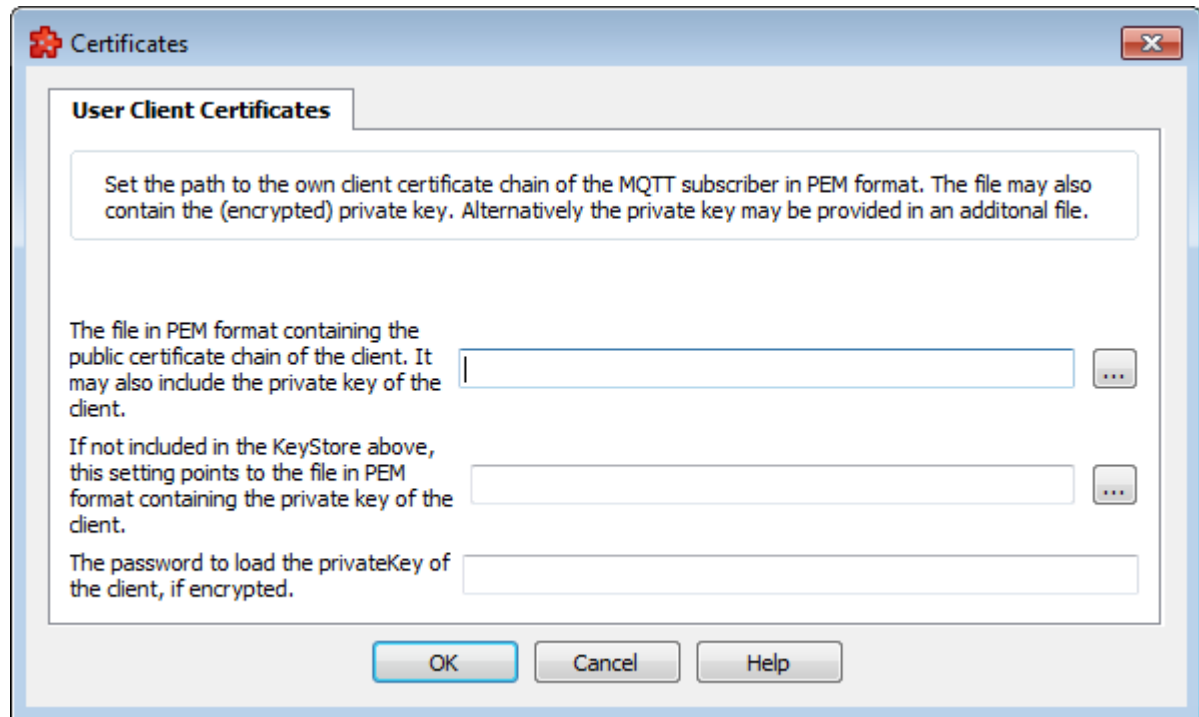 Certificates
User Client Certificates
Set the path to the own client certificate chain of the MQTT subscriber in PEM format. The file may also
contain the (encrypted) private key. Alternatively the private key may be provided in an additonal file.
The file in PEM format containing the
public certificate chain of the client. It
may also include the private key of the
client.
...
If not included in the KeyStore above,
this setting points to the file in PEM
format containing the private key of the
client.
...
The password to load the privateKey of
the client, if encrypted.
OK
Cancel
Help